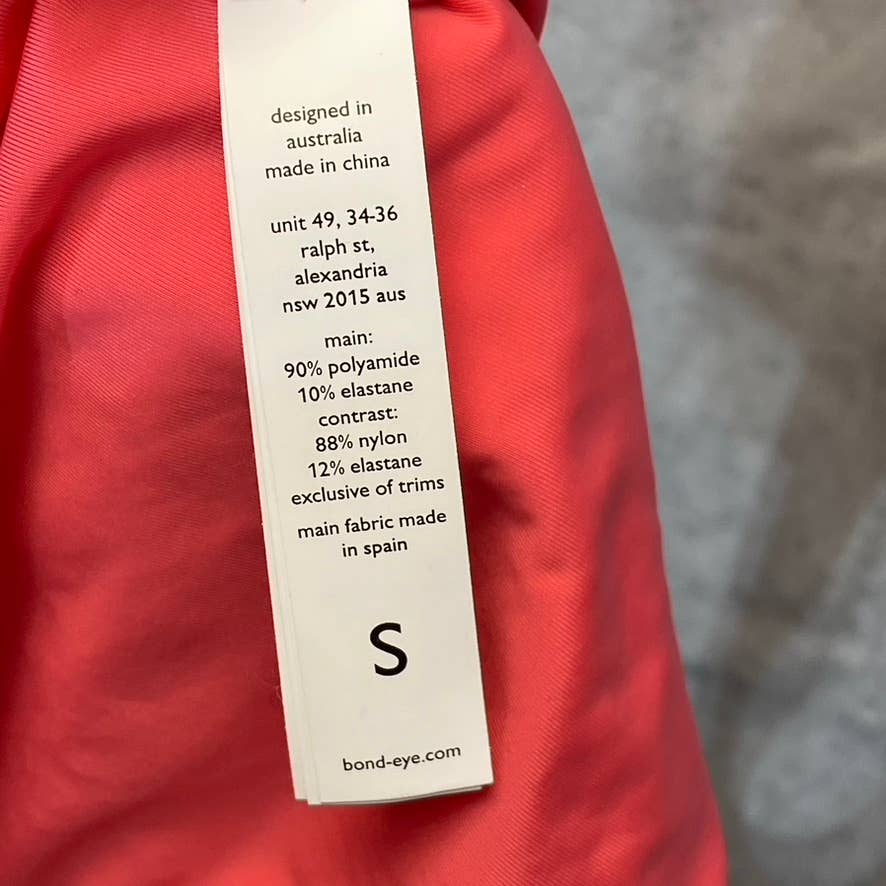 designed in
australia
made in china
unit 49, 34-36
ralph st,
alexandria
nsw 2015 aus
main:
90% polyamide
10% elastane
contrast:
88% nylon
12% elastane
exclusive of trims
main fabric made
in spain
S
bond-eye.com